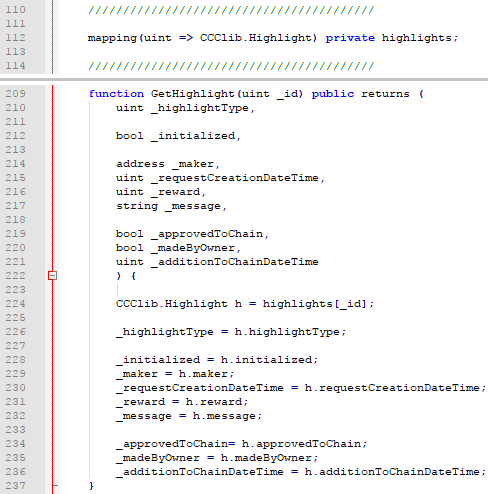 110 /////////////////////////////////////////
111
112 mapping(uint => CCClib.Highlight) private highlights;
113
114 /////////////////////////////////////////
209 function GetHighlight(uint _id) public returns (
210 uint _highlightType,
211
212 bool _initialized,
213
214 address _maker,
215 uint _requestCreationDateTime,
216 uint _reward,
217 string _message,
218
219 bool _approvedToChain,
220 bool _madeByOwner,
221 uint _additionToChainDateTime
222 ) {
223
224 CCClib.Highlight h = highlights[_id];
225
226 _highlightType = h.highlightType;
227
228 _initialized = h.initialized;
229 _maker = h.maker;
230 _requestCreationDateTime = h.requestCreationDateTime;
231 _reward = h.reward;
232 _message = h.message;
233
234 _approvedToChain= h.approvedToChain;
235 _madeByOwner = h.madeByOwner;
236 _additionToChainDateTime = h.additionToChainDateTime;
237 }